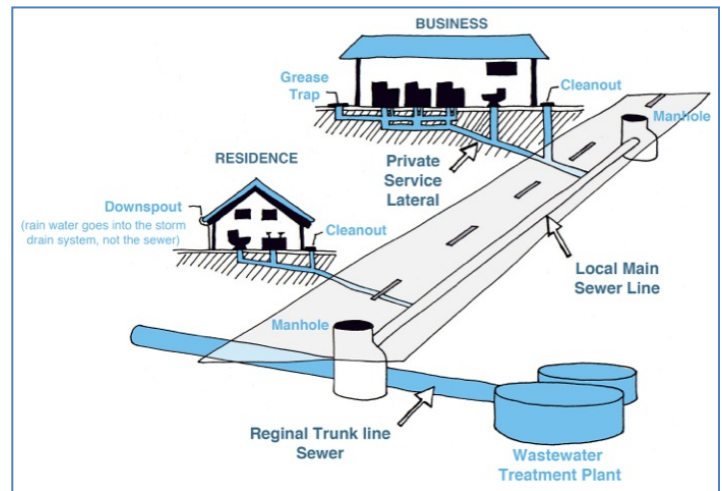 BUSINESS
Grease
Trap
Cleanout
Manhole
Private
Service
Lateral
RESIDENCE
Downspout
(rain water goes into the storm
drain system, not the sewer)
Cleanout
Local Main
Sewer Line
Manhole
Reginal Trunk line
Sewer
Wastewater
Treatment Plant